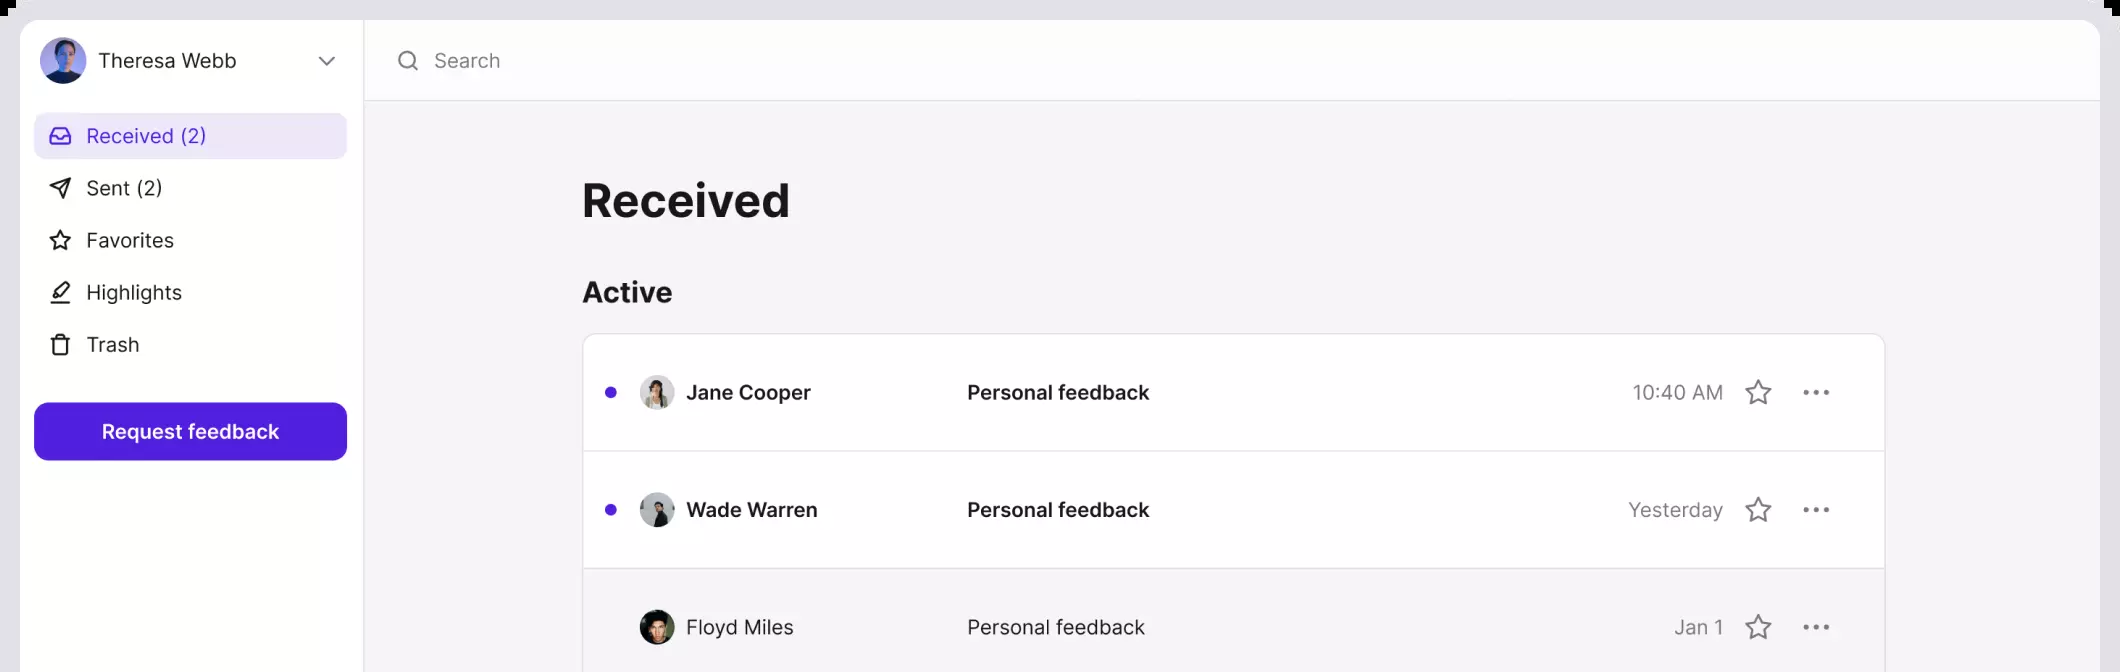 Theresa Webb
Search
Received (2)
Sent (2)
Favorites
Highlights
Trash
Request feedback
Received
Active
Jane Cooper Personal feedback 10:40 AM
Wade Warren Personal feedback Yesterday
Floyd Miles Personal feedback Jan 1